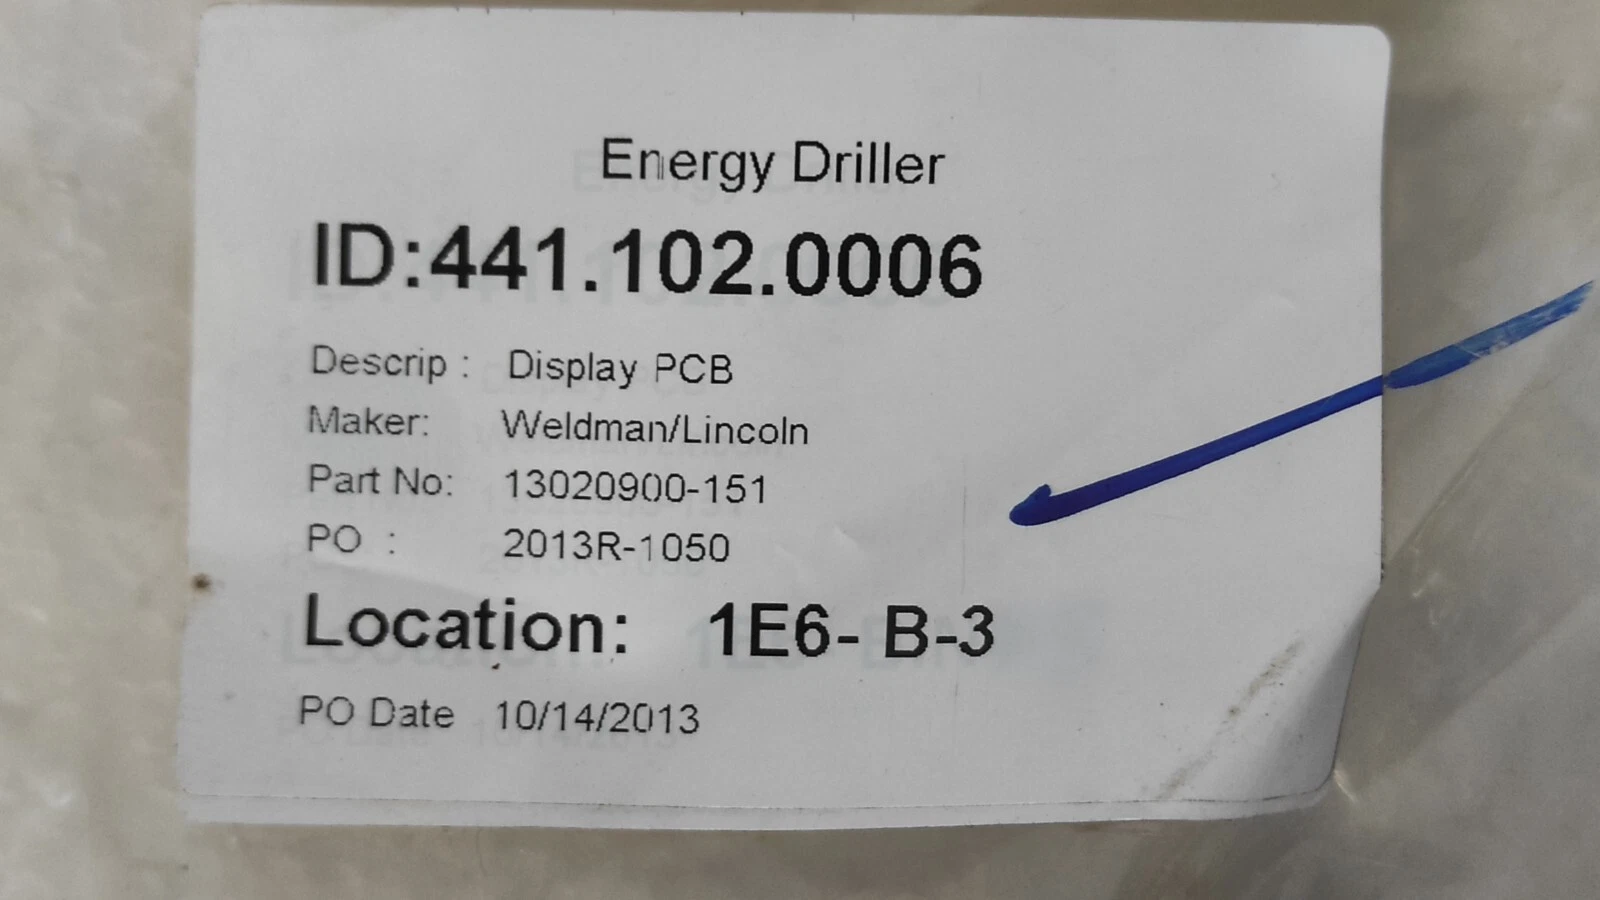 Energy Driller
ID:441.102.0006
Descrip : Display PCB
Maker: Weldman/Lincoln
Part No: 13020900-151
PO : 2013R-1050
Location: 1E6- B-3
PO Date 10/14/2013